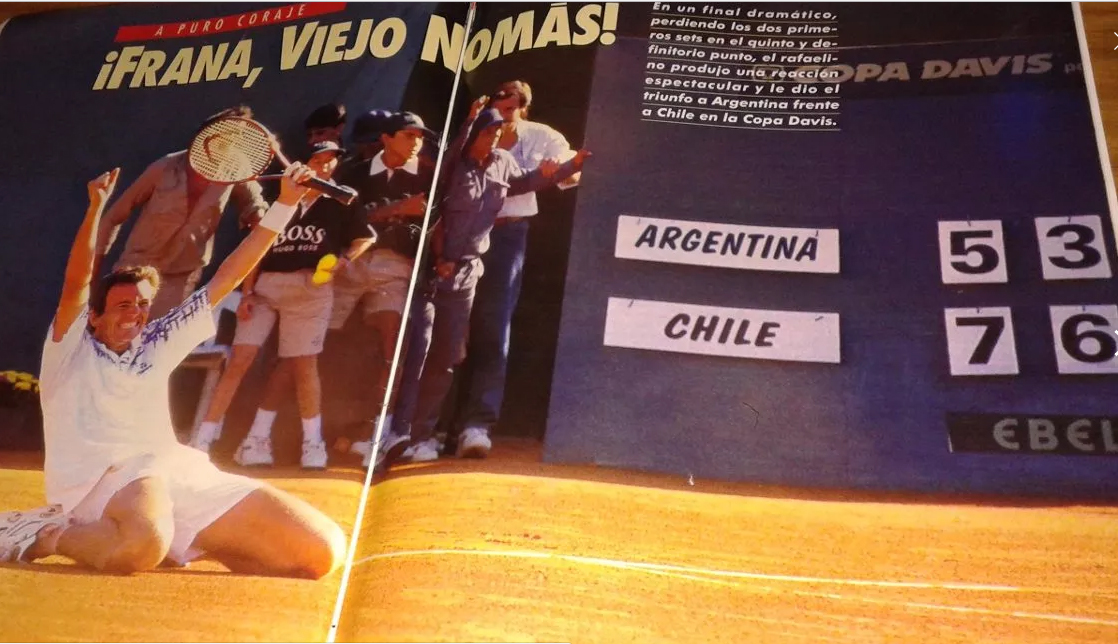 A PURO CORAJE
¡FRANA, VIEJO NOMÁS!
En un final dramático,
perdiendo los dos prime-
ros sets en el quinto y de-
finitorio punto, el rafaeli-
no produjo una reacción
espectacular y le dio el
triunfo a Argentina frente
a Chile en la Copa Davis.
COPA DAVIS
ARGENTINA 5 3
CHILE 7 6
EBEL
BOSS
HUGO BOSS